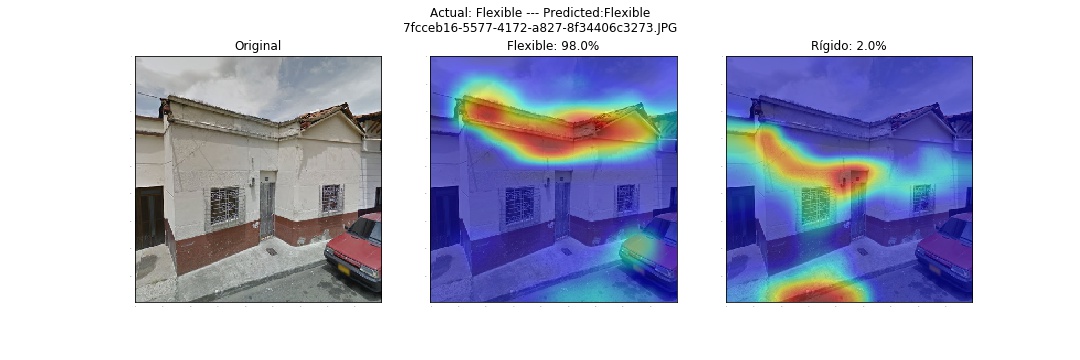 Actual: Flexible --- Predicted:Flexible
7fcceb16-5577-4172-a827-8f34406c3273.JPG
Original
Flexible: 98.0%
Rígido: 2.0%